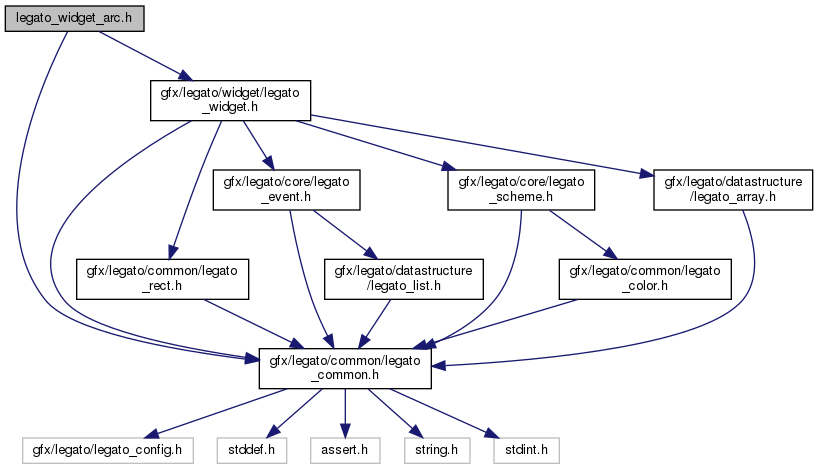 legato_widget_arc.h
gfx/legato/widget/legato
_widget.h
gfx/legato/core/legato
_event.h
gfx/legato/core/legato
_scheme.h
gfx/legato/datastructure
/legato_array.h
gfx/legato/common/legato
_rect.h
gfx/legato/datastructure
/legato_list.h
gfx/legato/common/legato
_color.h
gfx/legato/common/legato
_common.h
gfx/legato/legato_config.h
stddef.h
assert.h
string.h
stdint.h